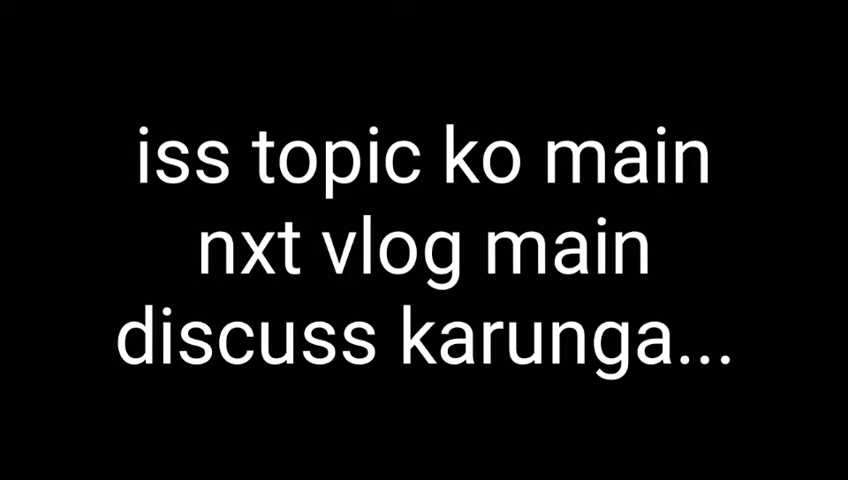 iss topic ko main
nxt vlog main
discuss karunga...